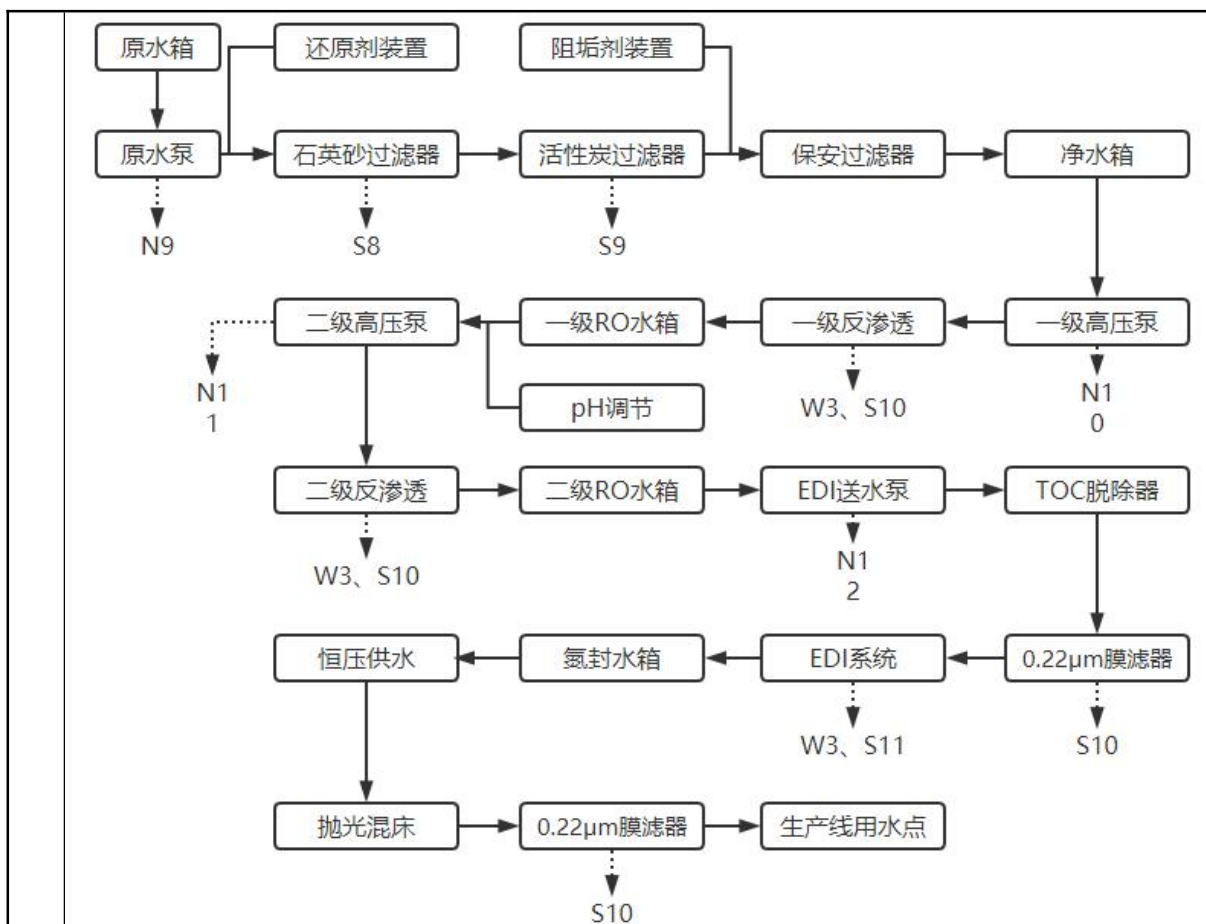 原水箱
还原剂装置
阻垢剂装置
原水泵
石英砂过滤器
活性炭过滤器
保安过滤器
净水箱
N9
S8
S9
二级高压泵
一级RO水箱
一级反渗透
一级高压泵
N1
1
pH调节
W3、S10
N1
0
二级反渗透
二级RO水箱
EDI送水泵
TOC脱除器
W3、S10
N1
2
恒压供水
氮封水箱
EDI系统
0.22μm膜滤器
W3、S11
S10
抛光混床
0.22μm膜滤器
生产线用水点
S10